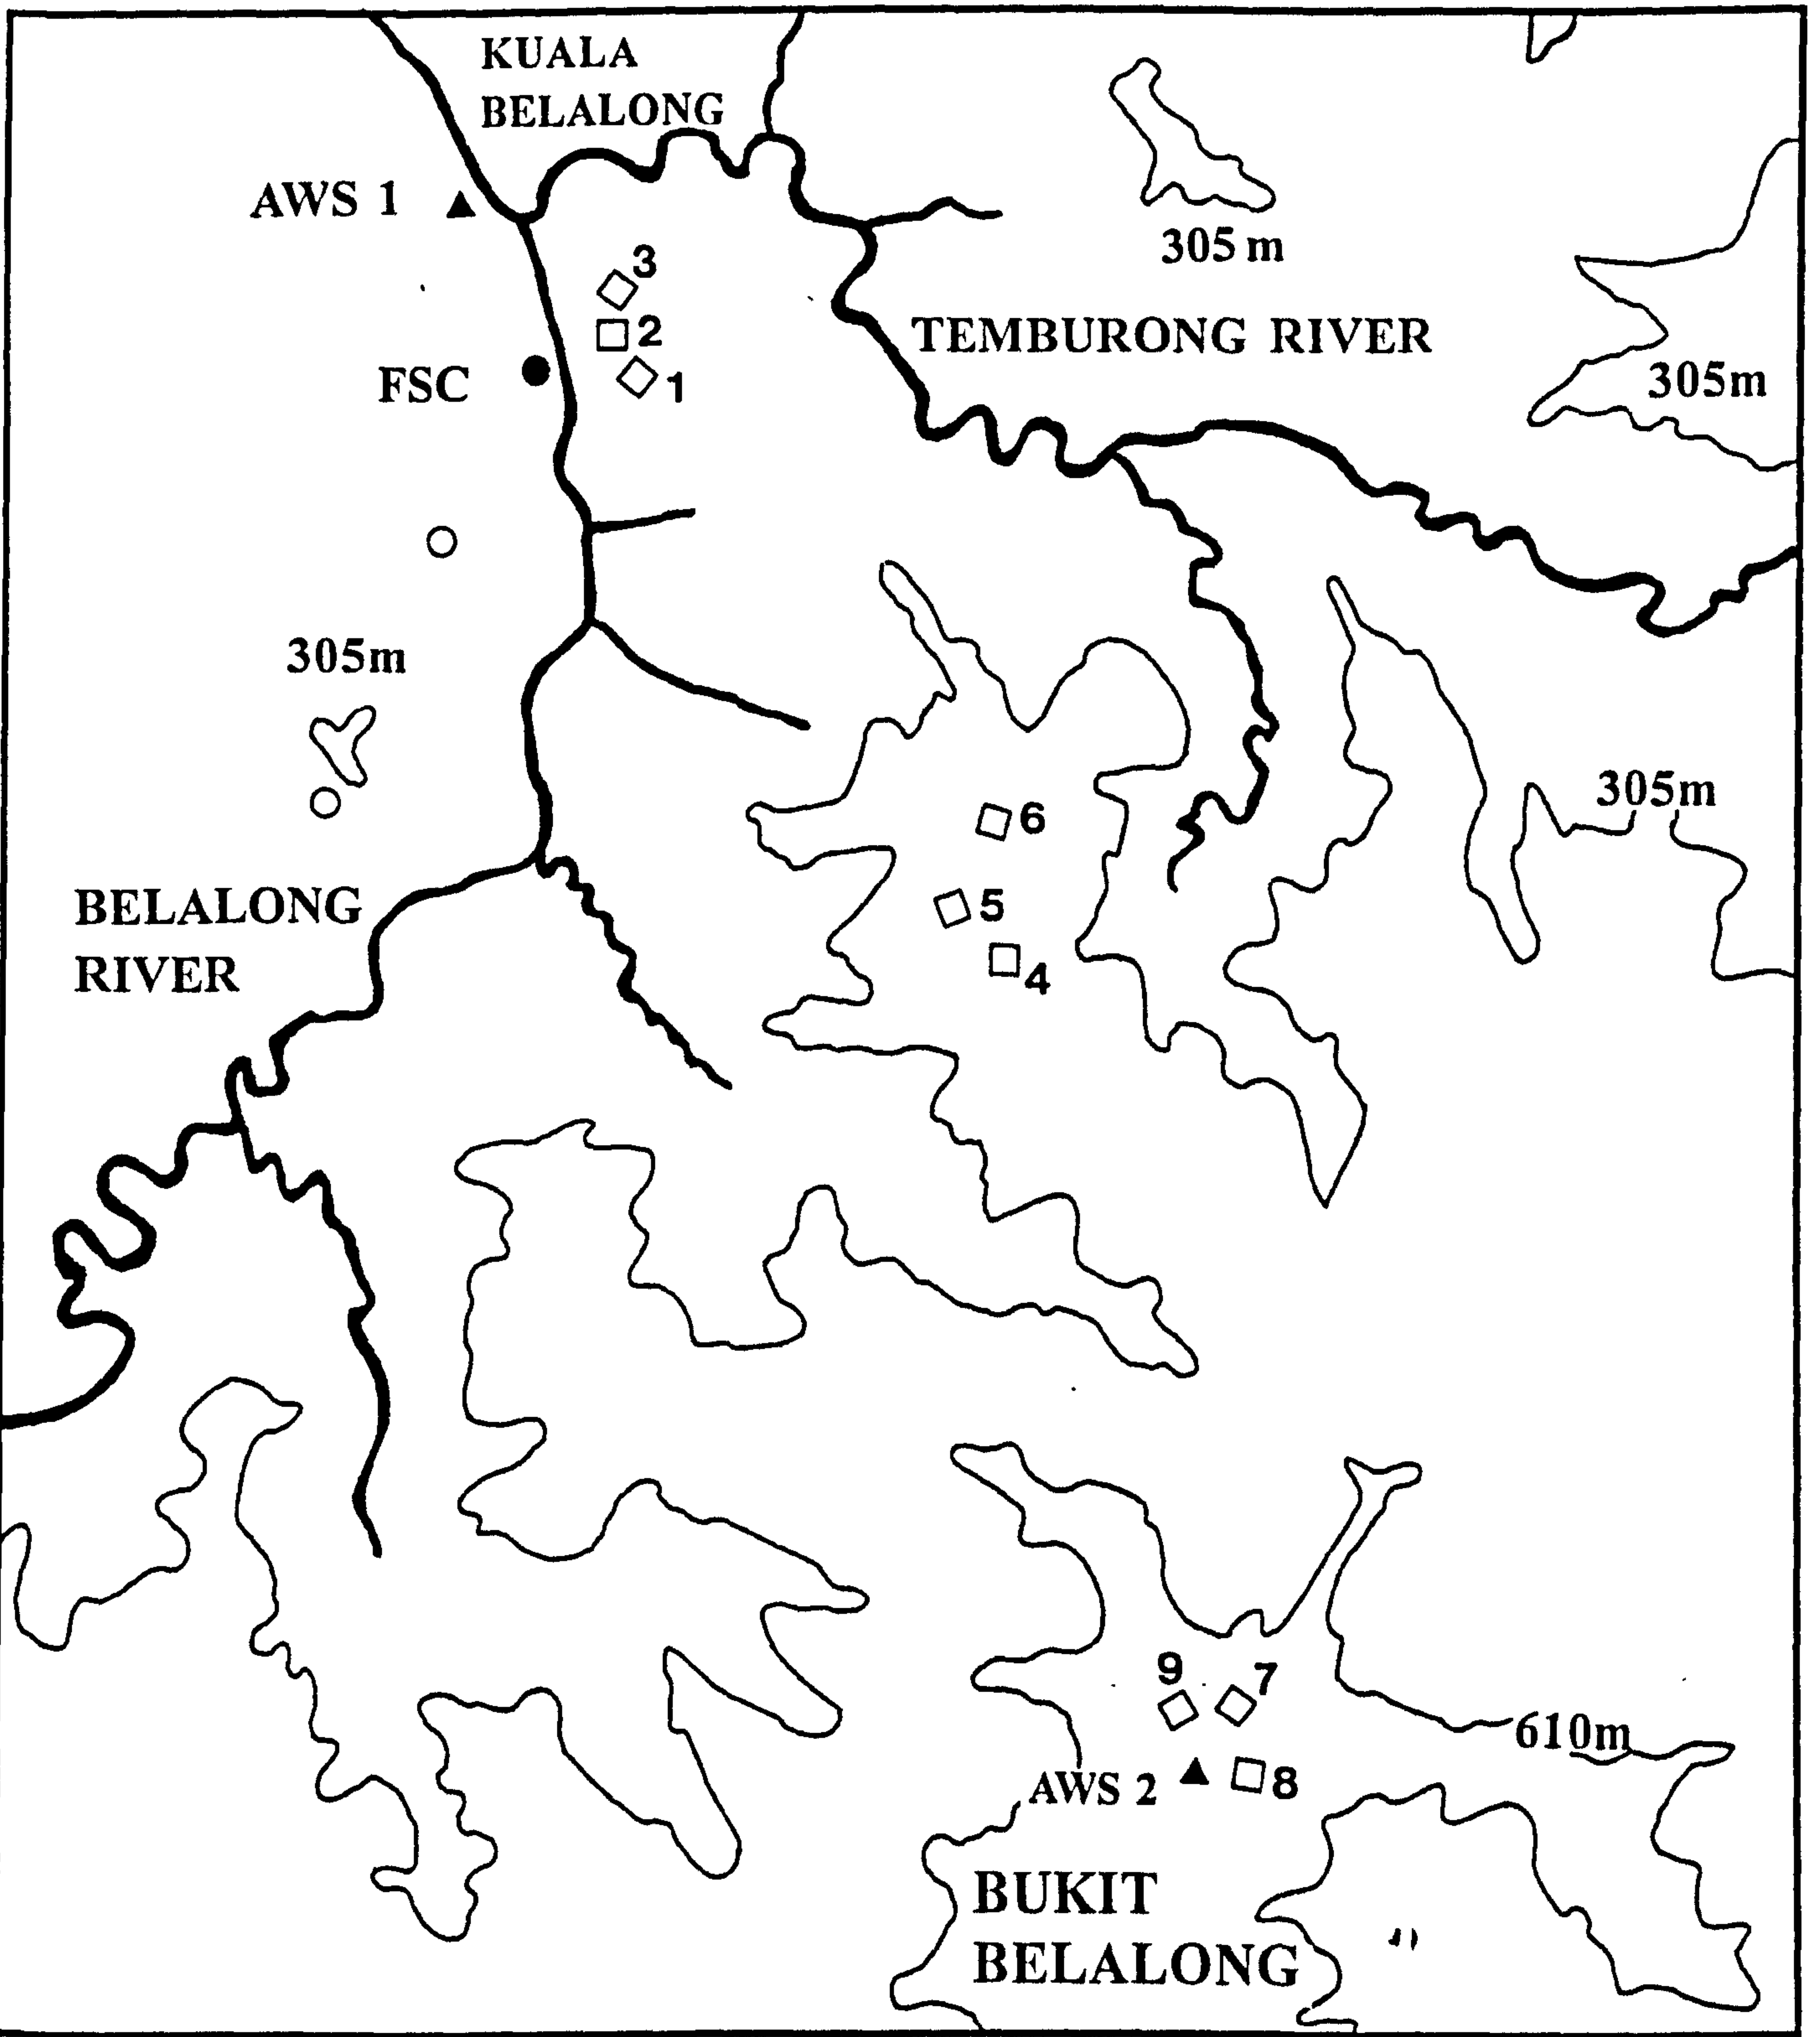 KUALA
BELALONG
AWS 1
305 m
3
TEMBURONG RIVER
2
FSC
1
305m
305m
305m
6
BELALONG
RIVER
5
4
9
7
610m
AWS 2
8
BUKIT
BELALONG